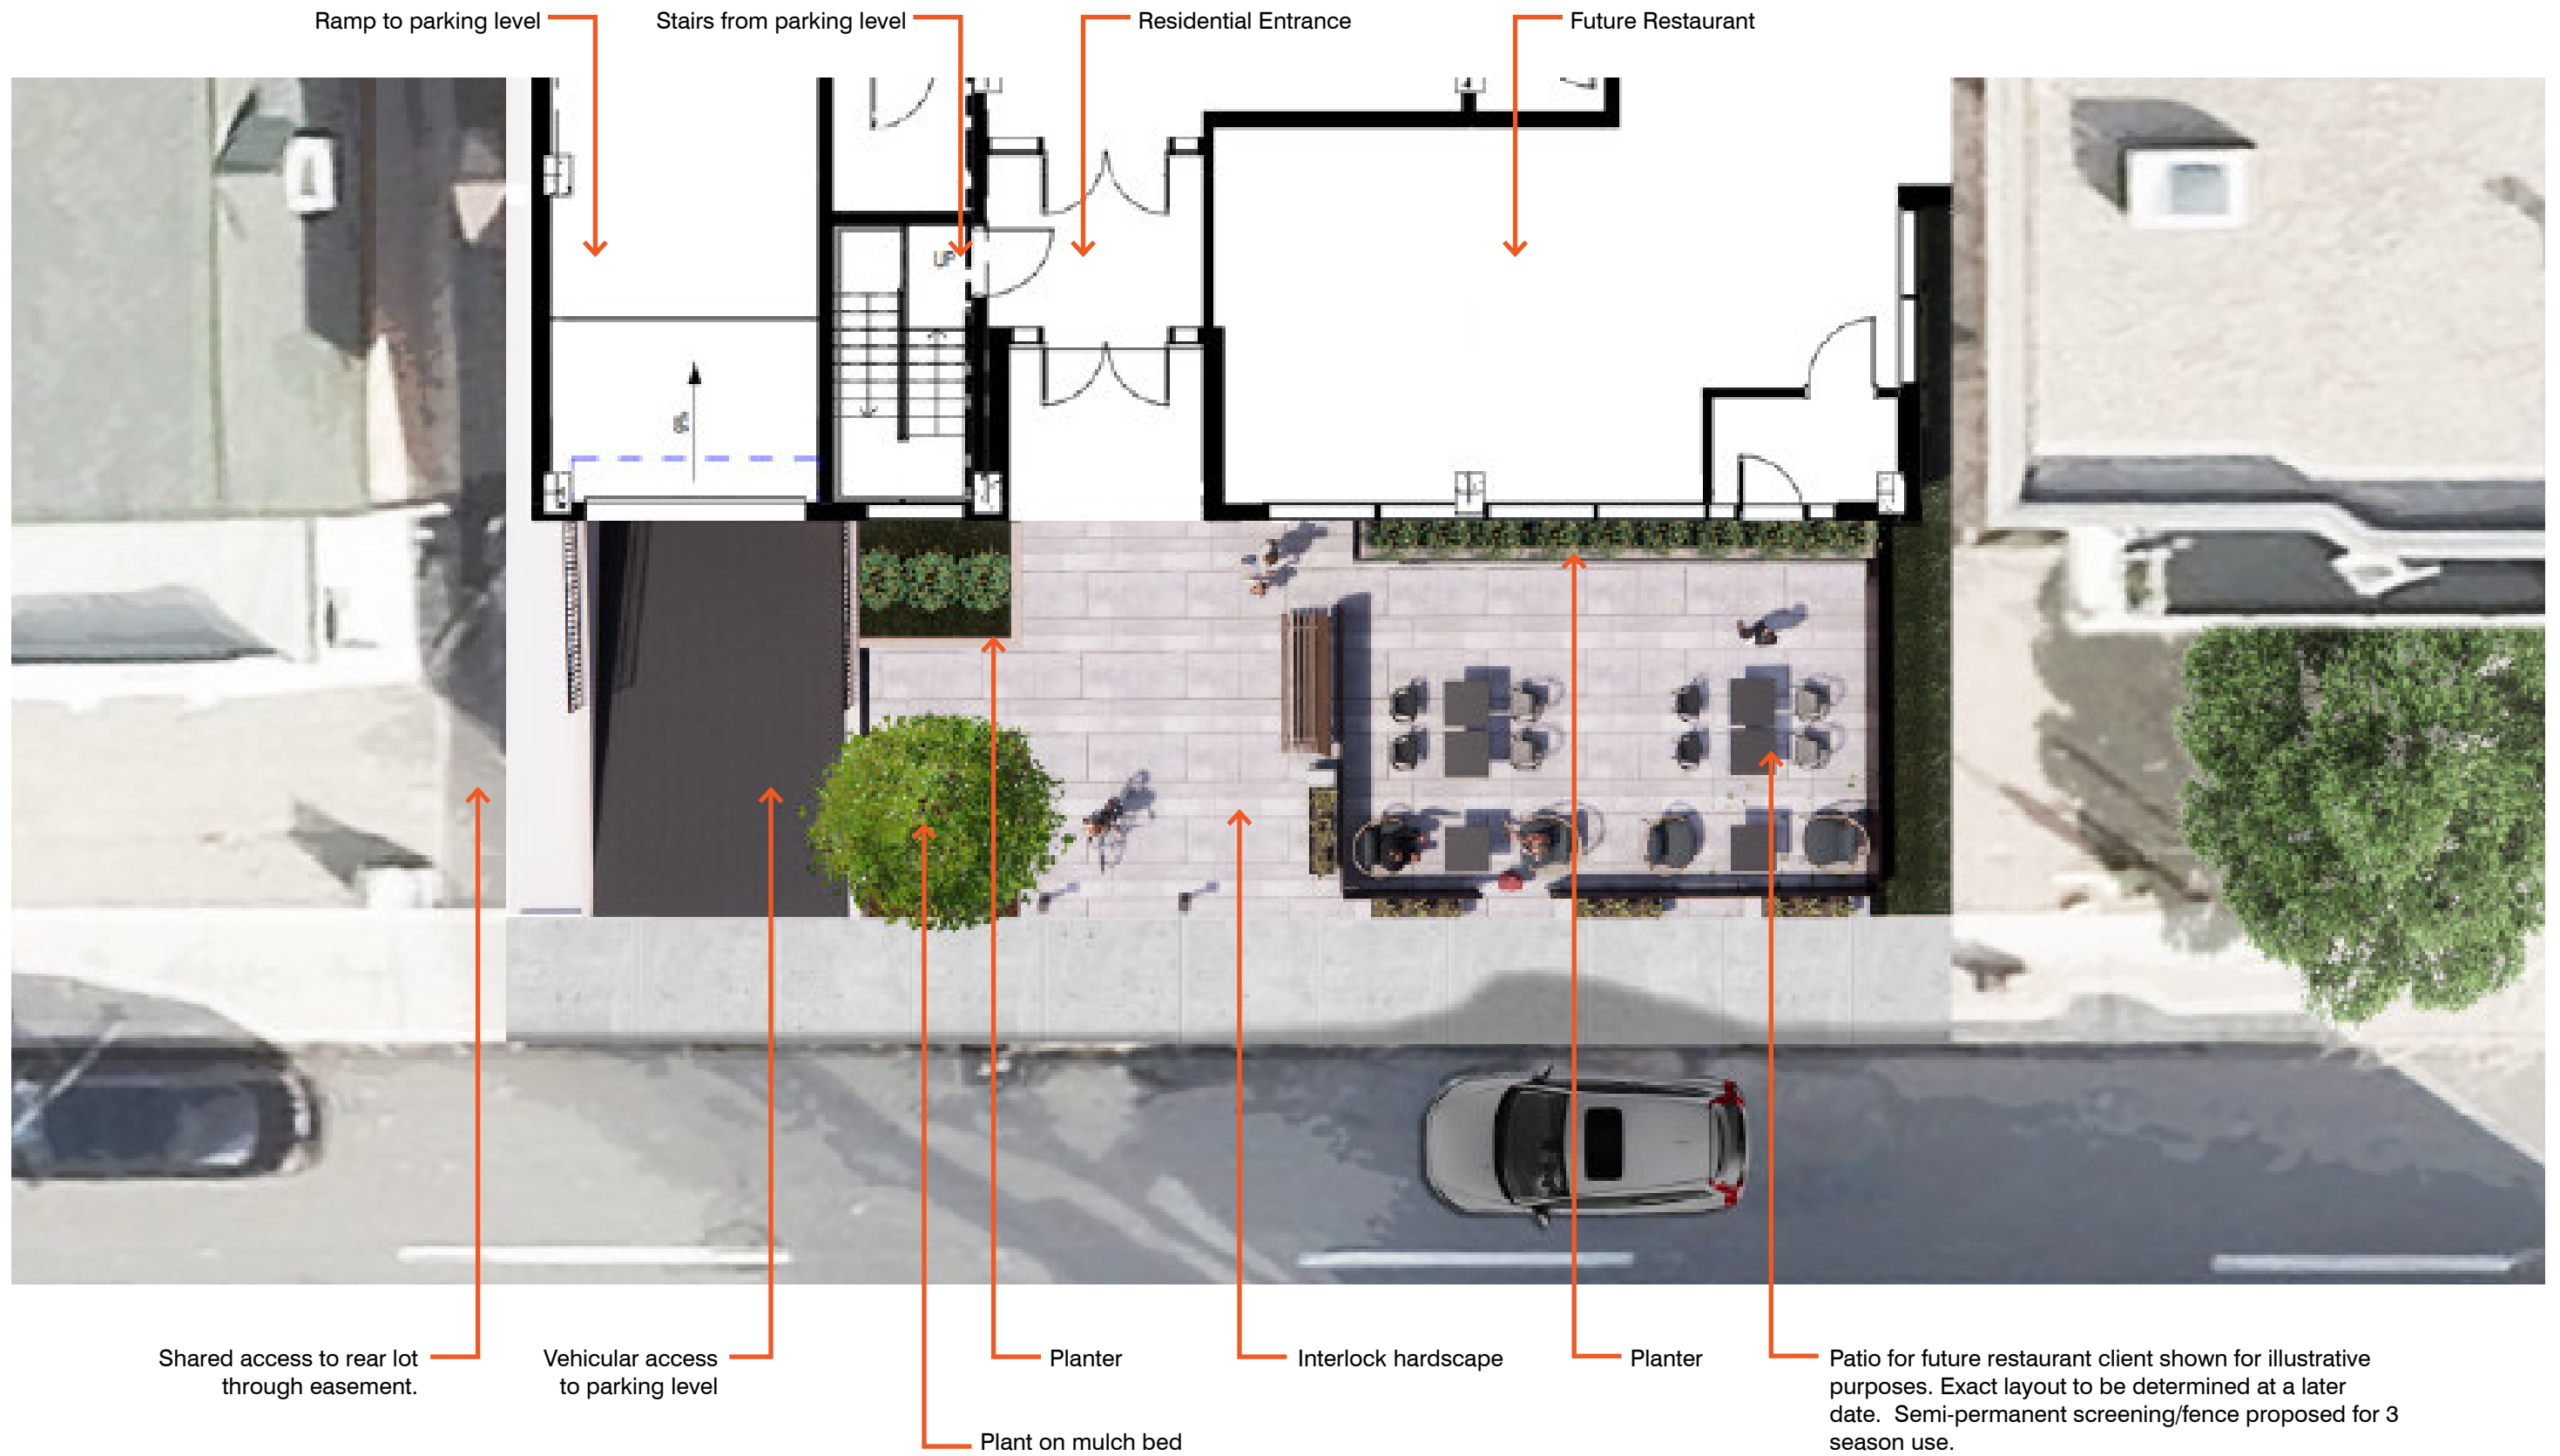 Ramp to parking level
Stairs from parking level
Residential Entrance
Future Restaurant
UP
Shared access to rear lot
through easement.
Vehicular access
to parking level
Planter
Interlock hardscape
Planter
Patio for future restaurant client shown for illustrative
purposes. Exact layout to be determined at a later
date.  Semi-permanent screening/fence proposed for 3
season use.
Plant on mulch bed